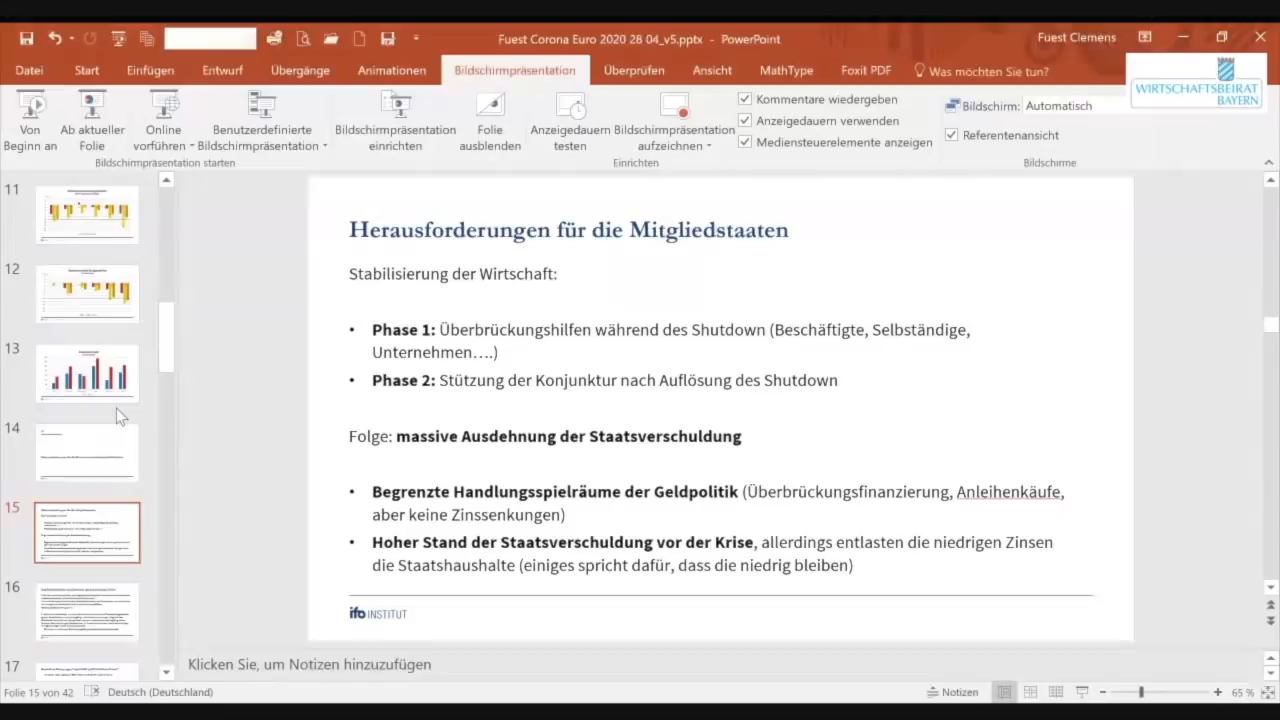 Fuest Corona Euro 2020 28 04_v5.pptx - PowerPoint
Fuest Clemens
Datei Start Einfügen Entwurf Übergänge Animationen Bildschirmpräsentation Überprüfen Ansicht MathType Foxit PDF Was möchten Sie tun?
WIRTSCHAFTSBEIRAT
BAYERN
Von
Beginn an
Ab aktueller
Folie
Online
vorführen
Benutzerdefinierte
Bildschirmpräsentation
Bildschirmpräsentation starten
Bildschirmpräsentation
einrichten
Folie
ausblenden
Anzeigedauern
testen
Bildschirmpräsentation
aufzeichnen
Kommentare wiedergeben
Anzeigedauern verwenden
Mediensteuerelemente anzeigen
Einrichten
Bildschirm: Automatisch
Referentenansicht
Bildschirme
11
12
13
14
15
16
17
Herausforderungen für die Mitgliedstaaten
Stabilisierung der Wirtschaft:
• Phase 1: Überbrückungshilfen während des Shutdown (Beschäftigte, Selbständige,
Unternehmen….)
• Phase 2: Stützung der Konjunktur nach Auflösung des Shutdown
Folge: massive Ausdehnung der Staatsverschuldung
• Begrenzte Handlungsspielräume der Geldpolitik (Überbrückungsfinanzierung, Anleihenkäufe,
aber keine Zinssenkungen)
• Hoher Stand der Staatsverschuldung vor der Krise, allerdings entlasten die niedrigen Zinsen
die Staatshaushalte (einiges spricht dafür, dass die niedrig bleiben)
ifo INSTITUT
Klicken Sie, um Notizen hinzuzufügen
Folie 15 von 42 Deutsch (Deutschland) Notizen 65 %